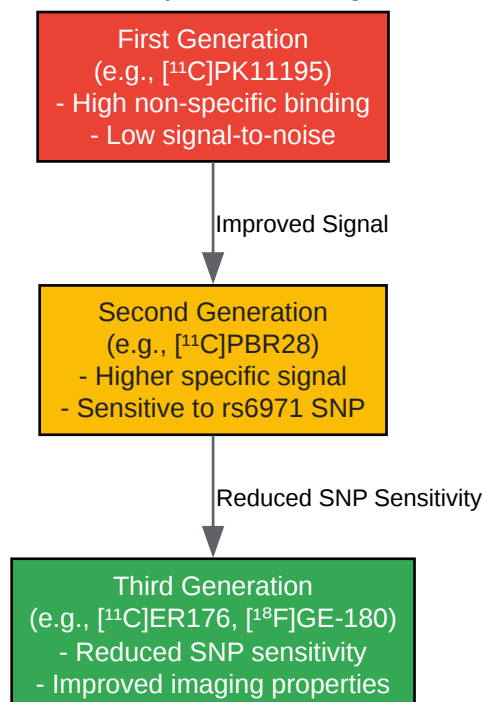 First Generation
(e.g., [¹¹C]PK11195)
- High non-specific binding
- Low signal-to-noise
Improved Signal
Second Generation
(e.g., [¹¹C]PBR28)
- Higher specific signal
- Sensitive to rs6971 SNP
Reduced SNP Sensitivity
Third Generation
(e.g., [¹¹C]ER176, [¹⁸F]GE-180)
- Reduced SNP sensitivity
- Improved imaging properties